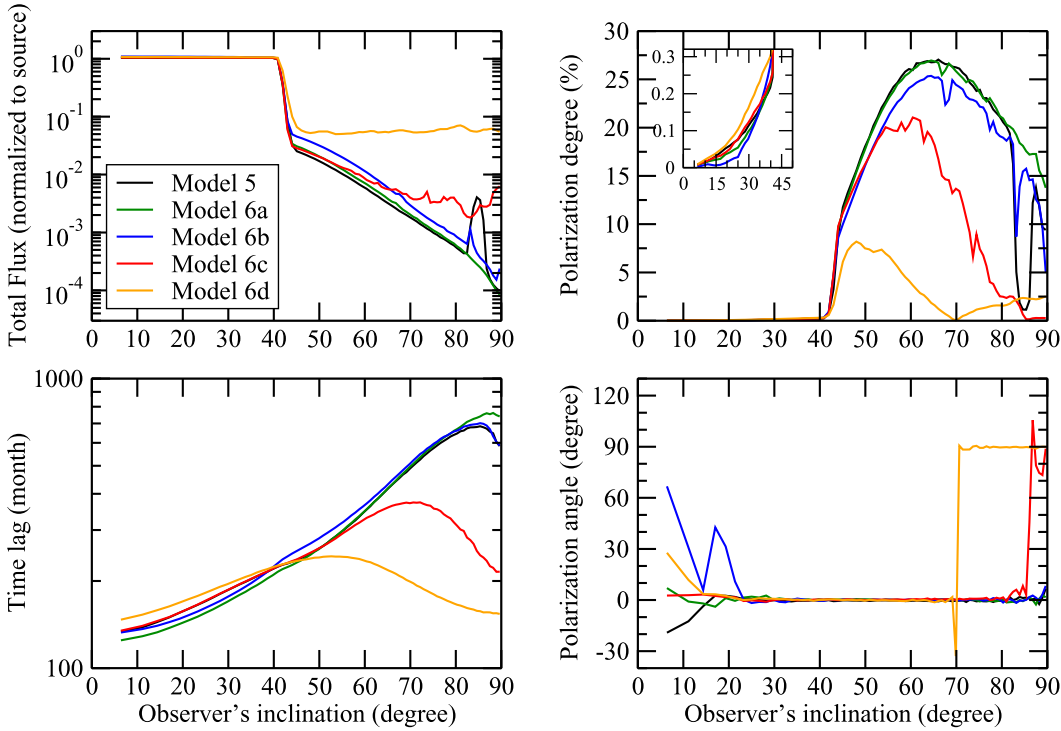 Total Flux (normalized to source)
10⁰
10⁻¹
10⁻²
10⁻³
10⁻⁴
Model 5
Model 6a
Model 6b
Model 6c
Model 6d
0 10 20 30 40 50 60 70 80 90
Polarization degree (%)
30
25
20
15
10
5
0
0.3
0.2
0.1
0
0 15 30 45
0 10 20 30 40 50 60 70 80 90
Time lag (month)
1000
100
0 10 20 30 40 50 60 70 80 90
Observer's inclination (degree)
Polarization angle (degree)
120
90
60
30
0
-30
0 10 20 30 40 50 60 70 80 90
Observer's inclination (degree)